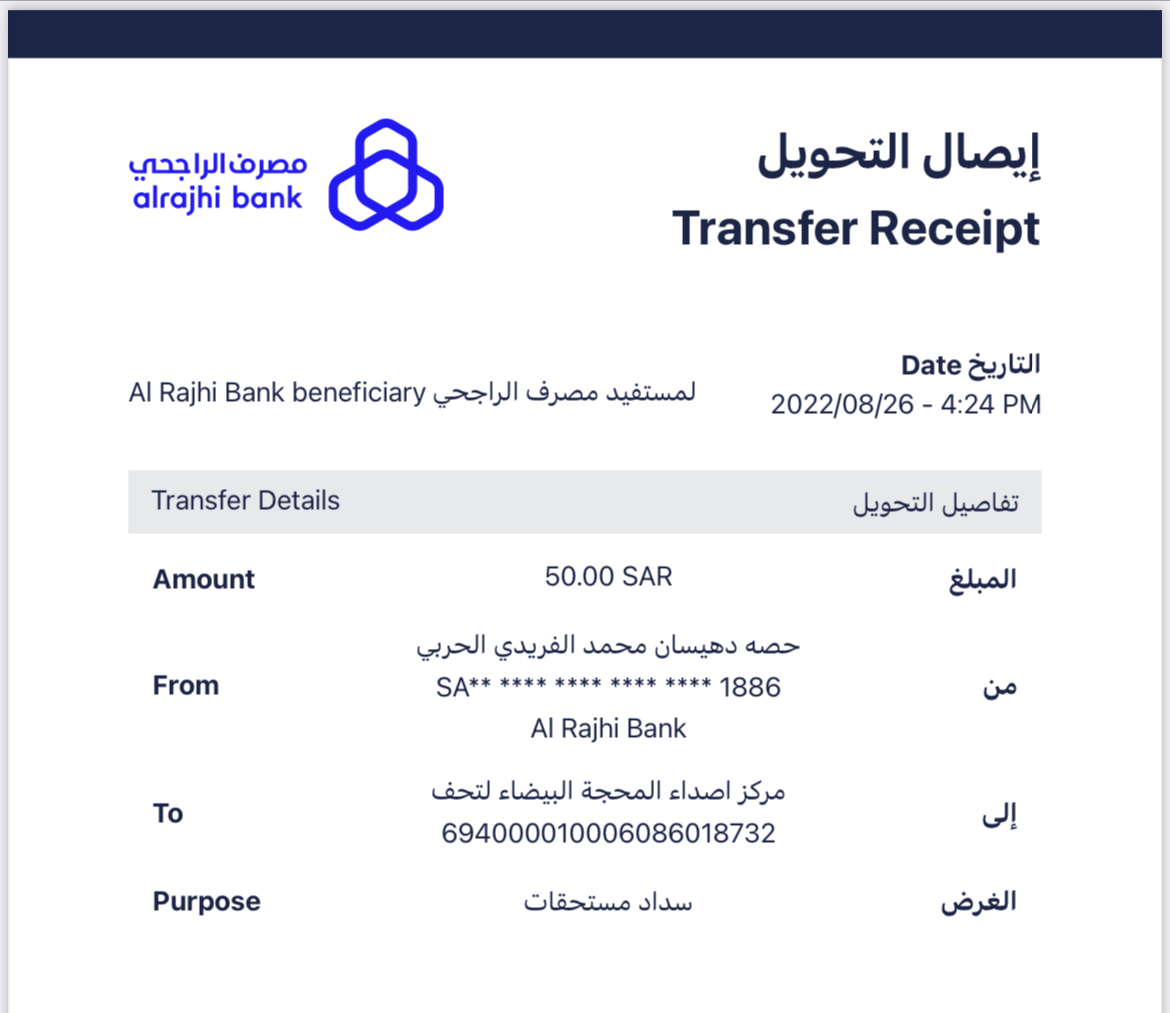 إيصال التحويل
Transfer Receipt
مصرف الراجحي
alrajhi bank
التاريخ Date
2022/08/26 - 4:24 PM
لمستفيد مصرف الراجحي Al Rajhi Bank beneficiary
Transfer Details تفاصيل التحويل
Amount 50.00 SAR المبلغ
حصه دهيسان محمد الفريدي الحربي
From SA** **** **** **** **** 1886 من
Al Rajhi Bank
مركز اصداء المحجة البيضاء لتحف
To إلى
694000010006086018732
Purpose سداد مستحقات الغرض